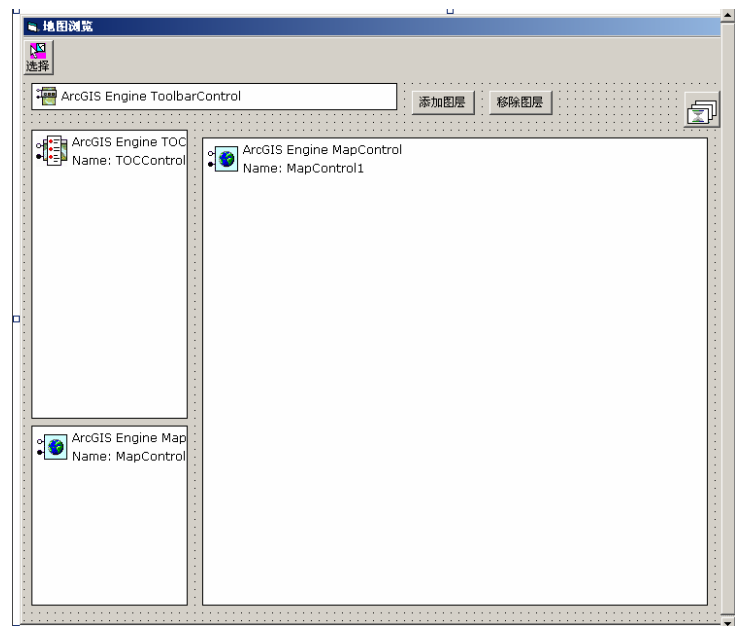 地图浏览
选择
ArcGIS Engine ToolbarControl
添加图层
移除图层
ArcGIS Engine TOC
Name: TOCControl
ArcGIS Engine MapControl
Name: MapControl1
ArcGIS Engine Map
Name: MapControl